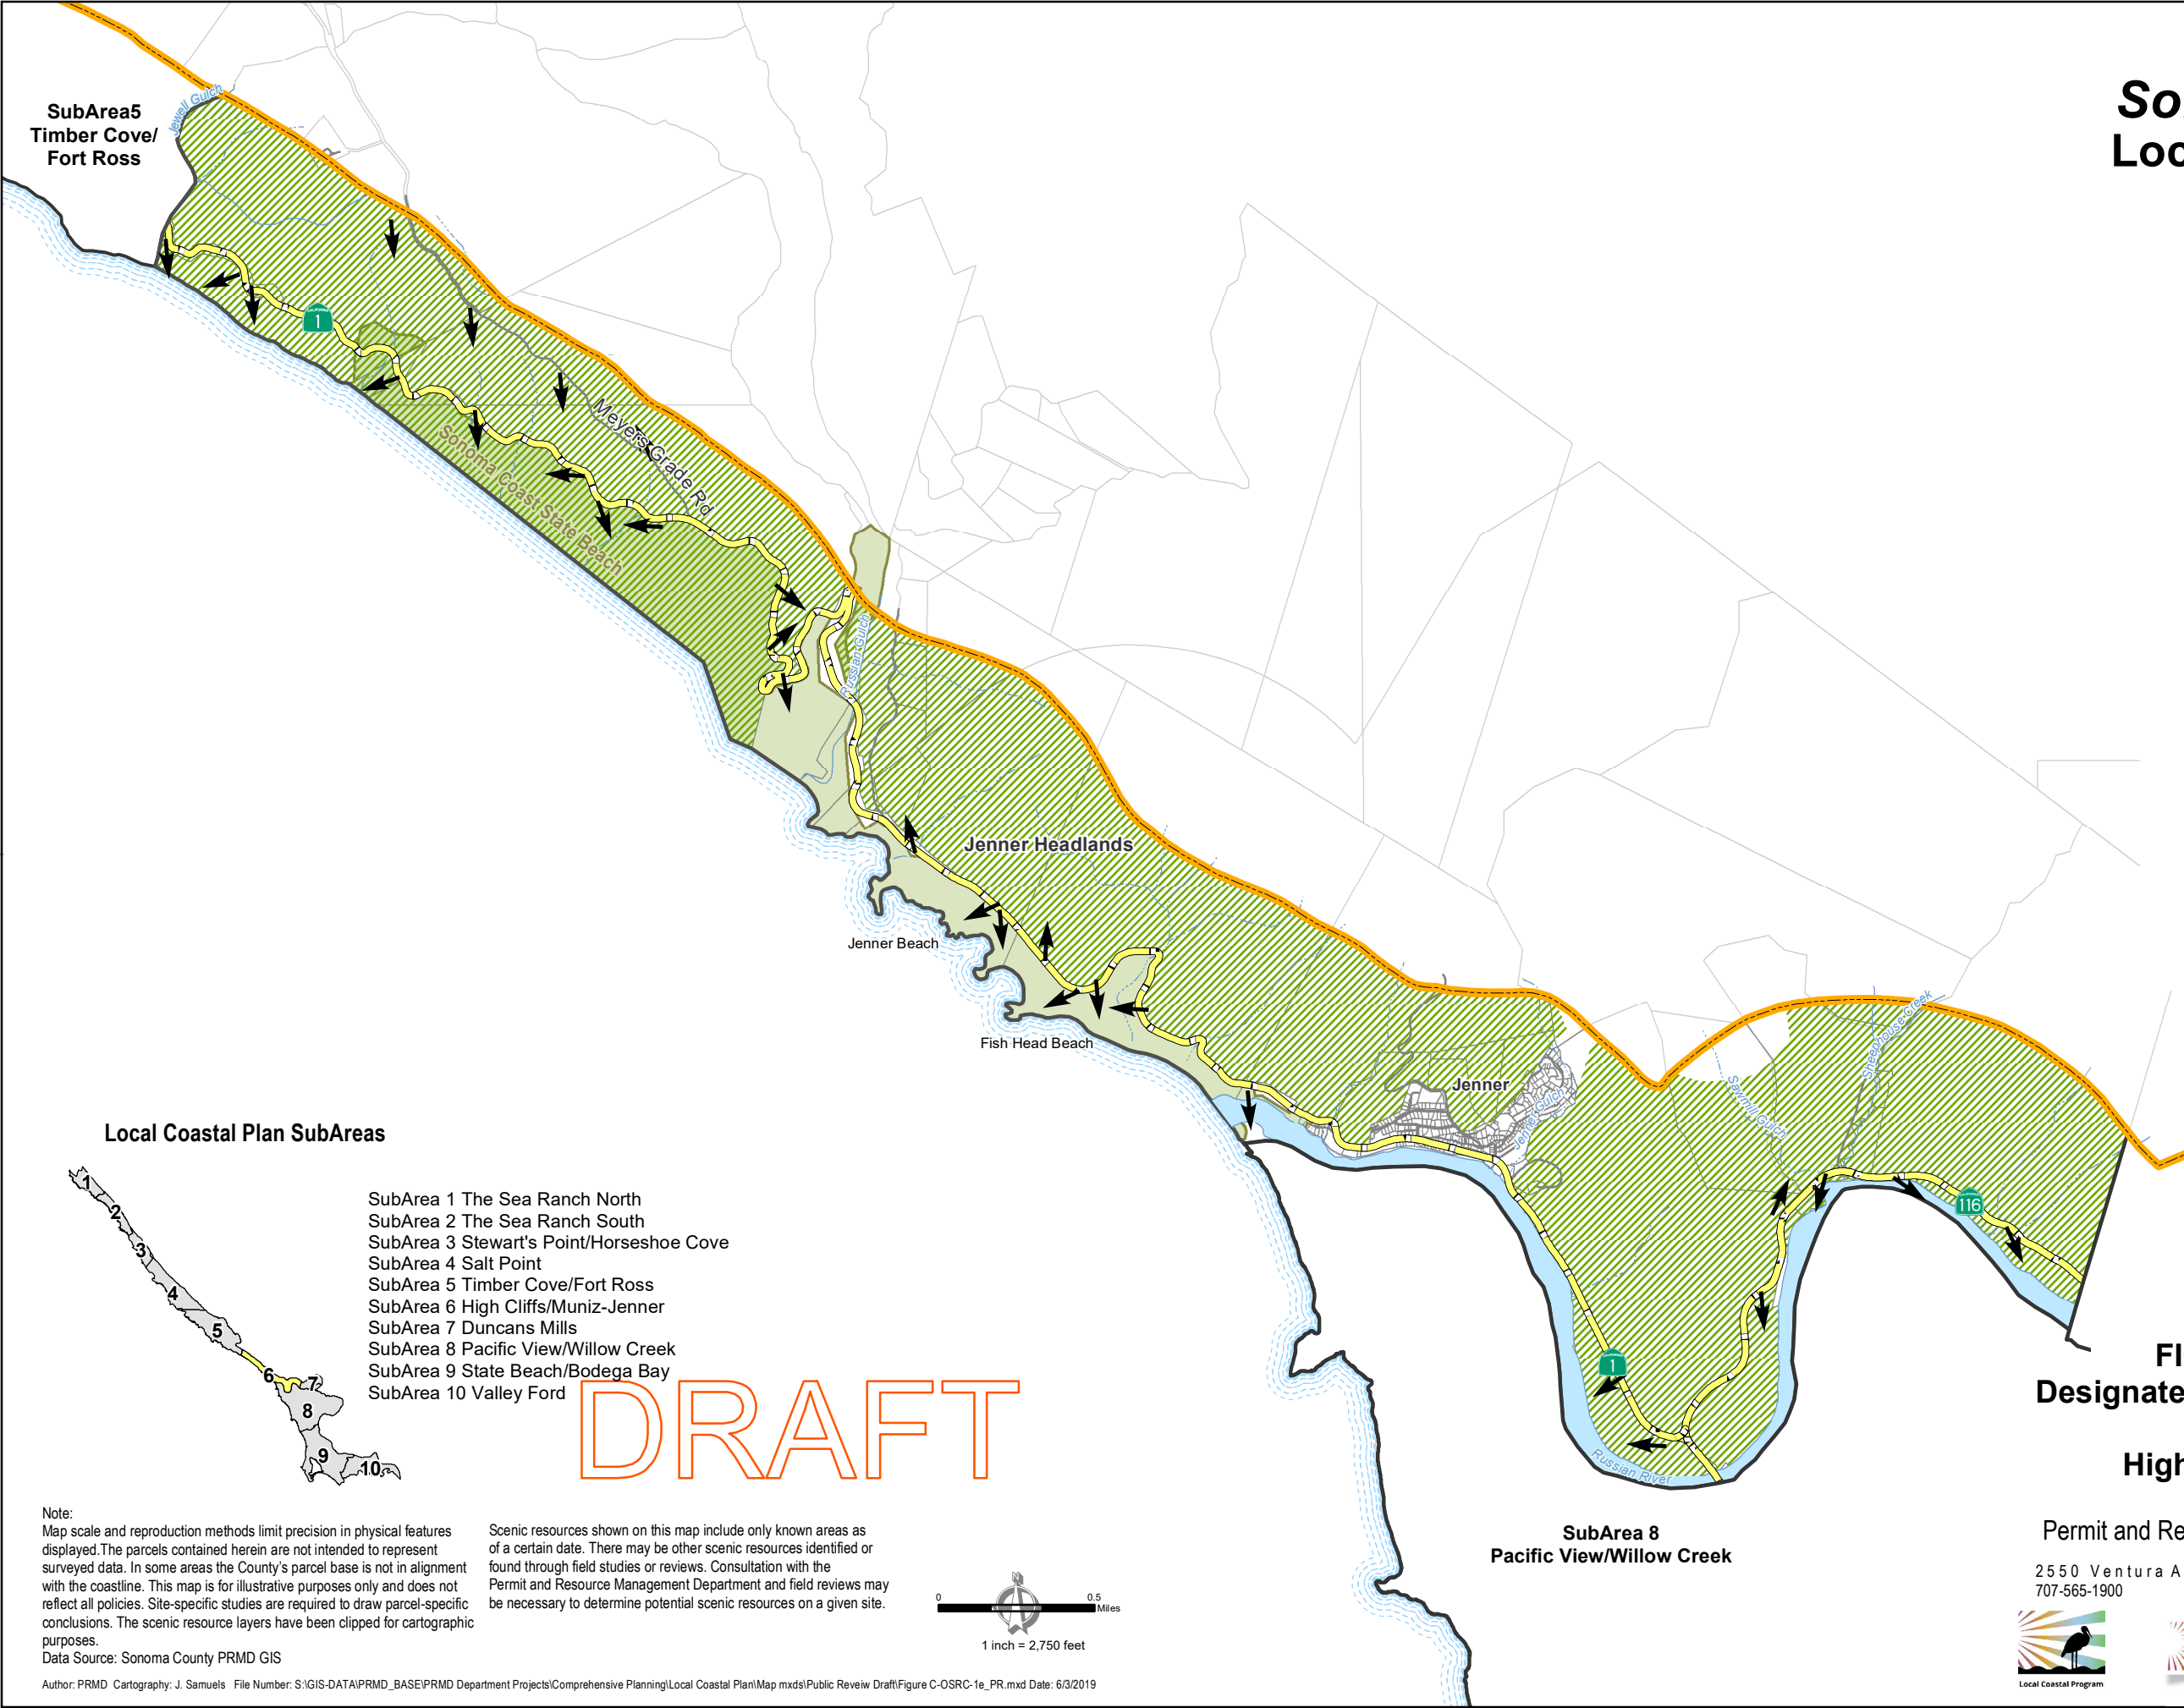 SubArea5
Timber Cove/
Fort Ross
Jewell Gulch
So
Loc
1
Meyers Grade Rd
Sonoma Coast State Beach
Russian Gulch
Jenner Headlands
Jenner Beach
Fish Head Beach
Jenner
Jenner Gulch
Sawmill Gulch
Sheephouse Creek
116
1
Russian River
SubArea 8
Pacific View/Willow Creek
Local Coastal Plan SubAreas
1
2
3
4
5
6
7
8
9
10
SubArea 1 The Sea Ranch North
SubArea 2 The Sea Ranch South
SubArea 3 Stewart's Point/Horseshoe Cove
SubArea 4 Salt Point
SubArea 5 Timber Cove/Fort Ross
SubArea 6 High Cliffs/Muniz-Jenner
SubArea 7 Duncans Mills
SubArea 8 Pacific View/Willow Creek
SubArea 9 State Beach/Bodega Bay
SubArea 10 Valley Ford
DRAFT
Note:
Map scale and reproduction methods limit precision in physical features
displayed.The parcels contained herein are not intended to represent
surveyed data. In some areas the County's parcel base is not in alignment
with the coastline. This map is for illustrative purposes only and does not
reflect all policies. Site-specific studies are required to draw parcel-specific
conclusions. The scenic resource layers have been clipped for cartographic
purposes.
Data Source: Sonoma County PRMD GIS
Scenic resources shown on this map include only known areas as
of a certain date. There may be other scenic resources identified or
found through field studies or reviews. Consultation with the
Permit and Resource Management Department and field reviews may
be necessary to determine potential scenic resources on a given site.
N
0 0.5
Miles
1 inch = 2,750 feet
Author: PRMD Cartography: J. Samuels File Number: S:\GIS-DATA\PRMD_BASE\PRMD Department Projects\Comprehensive Planning\Local Coastal Plan\Map mxds\Public Reveiw Draft\Figure C-OSRC-1e_PR.mxd Date: 6/3/2019
FI
Designate
High
Permit and Re
2550 Ventura A
707-565-1900
Local Coastal Program